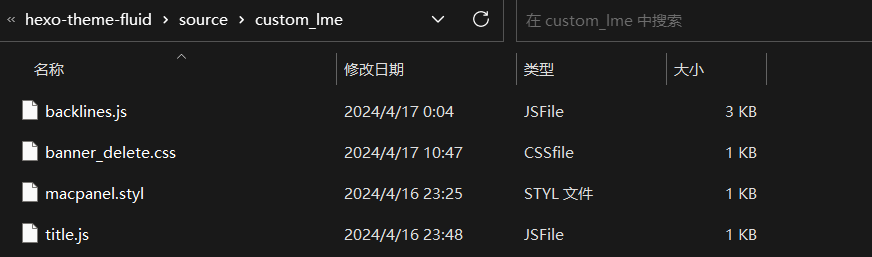 « hexo-theme-fluid > source > custom_lme
在 custom_lme 中搜索
名称 修改日期 类型 大小
backlines.js 2024/4/17 0:04 JSFile 3 KB
banner_delete.css 2024/4/17 10:47 CSSfile 1 KB
macpanel.styl 2024/4/16 23:25 STYL 文件 1 KB
title.js 2024/4/16 23:48 JSFile 1 KB